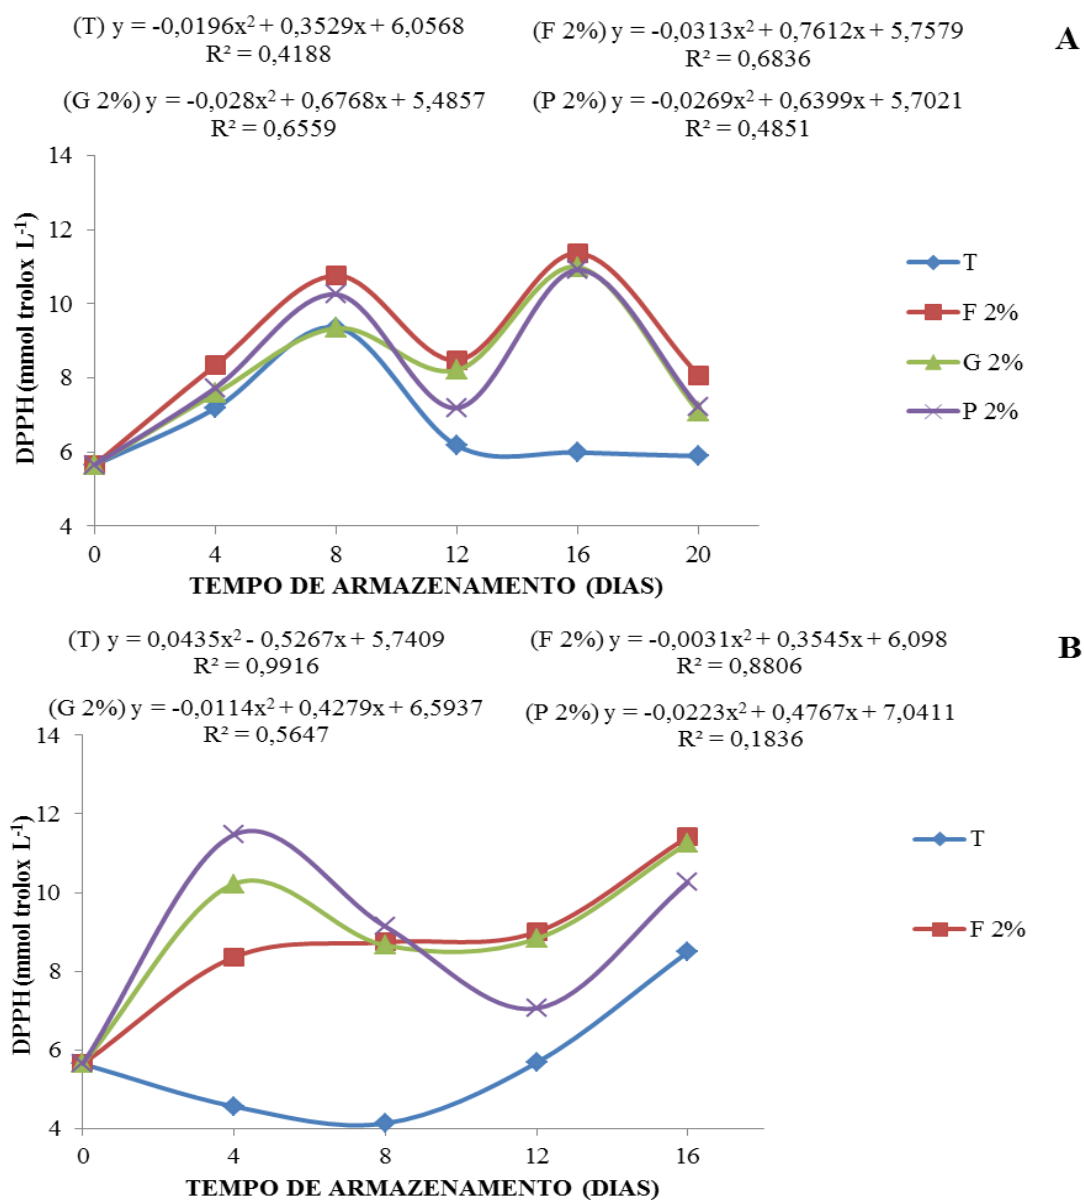 (T) y = -0,0196x² + 0,3529x + 6,0568
R² = 0,4188
(F 2%) y = -0,0313x² + 0,7612x + 5,7579
R² = 0,6836
A
(G 2%) y = -0,028x² + 0,6768x + 5,4857
R² = 0,6559
(P 2%) y = -0,0269x² + 0,6399x + 5,7021
R² = 0,4851
DPPH (mmol trolox L⁻¹)
14
12
10
8
6
4
0 4 8 12 16 20
TEMPO DE ARMAZENAMENTO (DIAS)
T
F 2%
G 2%
P 2%
(T) y = 0,0435x² - 0,5267x + 5,7409
R² = 0,9916
(F 2%) y = -0,0031x² + 0,3545x + 6,098
R² = 0,8806
B
(G 2%) y = -0,0114x² + 0,4279x + 6,5937
R² = 0,5647
(P 2%) y = -0,0223x² + 0,4767x + 7,0411
R² = 0,1836
DPPH (mmol trolox L⁻¹)
14
12
10
8
6
4
0 4 8 12 16
TEMPO DE ARMAZENAMENTO (DIAS)
T
F 2%